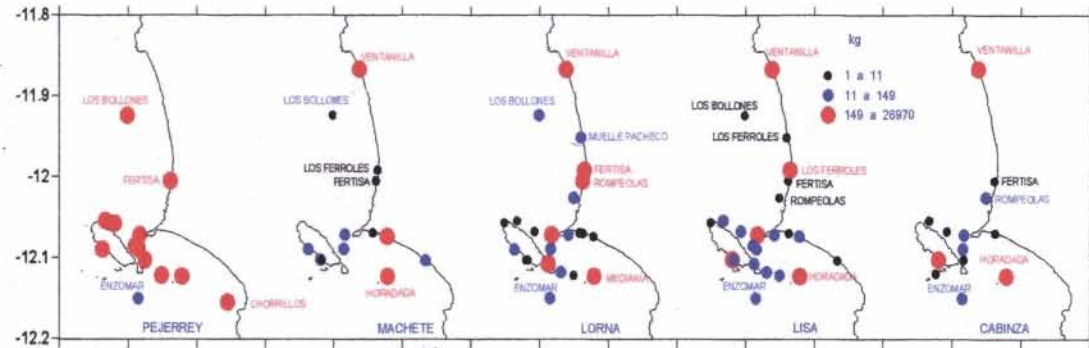 -11.8
-11.9
-12
-12.1
-12.2
LOS BOLLONES
FERTISA
ENZOMAR
CHORRILLOS
PEJERREY
VENTANILLA
LOS BOLLONES
LOS FERROLES
FERTISA
HORADADA
MACHETE
VENTANILLA
LOS BOLLONES
MUELLE PACHECO
FERTISA
ROMPEOLAS
ENZOMAR
LORNA
VENTANILLA
kg
1 a 11
11 a 149
149 a 26970
LOS BOLLONES
LOS FERROLES
LOS FERROLES
FERTISA
ROMPEOLAS
HORADADA
ENZOMAR
LISA
VENTANILLA
FERTISA
ROMPEOLAS
HORADADA
ENZOMAR
CABINZA